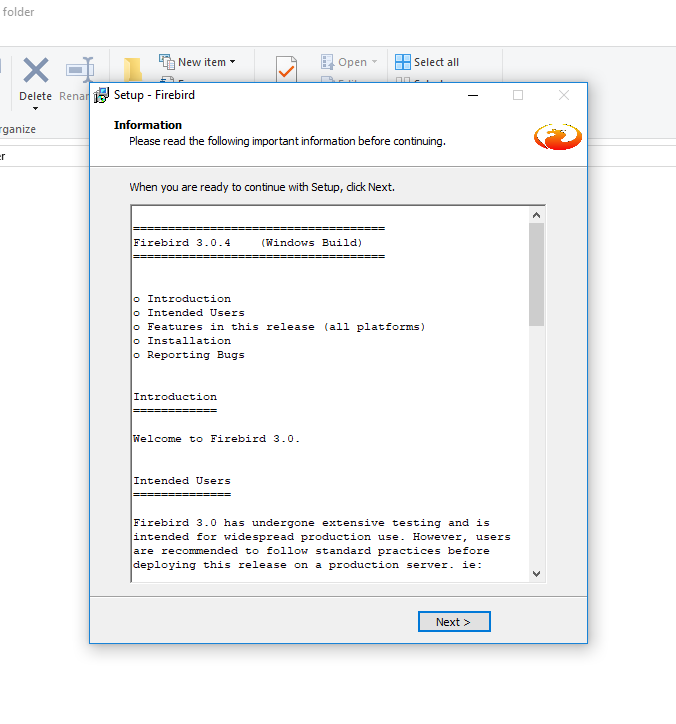 folder
New item
Open
Select all
Delete
Setup - Firebird
Information
Please read the following important information before continuing.
When you are ready to continue with Setup, click Next.
====================================
Firebird 3.0.4    (Windows Build)
====================================
o Introduction
o Intended Users
o Features in this release (all platforms)
o Installation
o Reporting Bugs
Introduction
============
Welcome to Firebird 3.0.
Intended Users
==============
Firebird 3.0 has undergone extensive testing and is
intended for widespread production use. However, users
are recommended to follow standard practices before
deploying this release on a production server. ie:
Next >